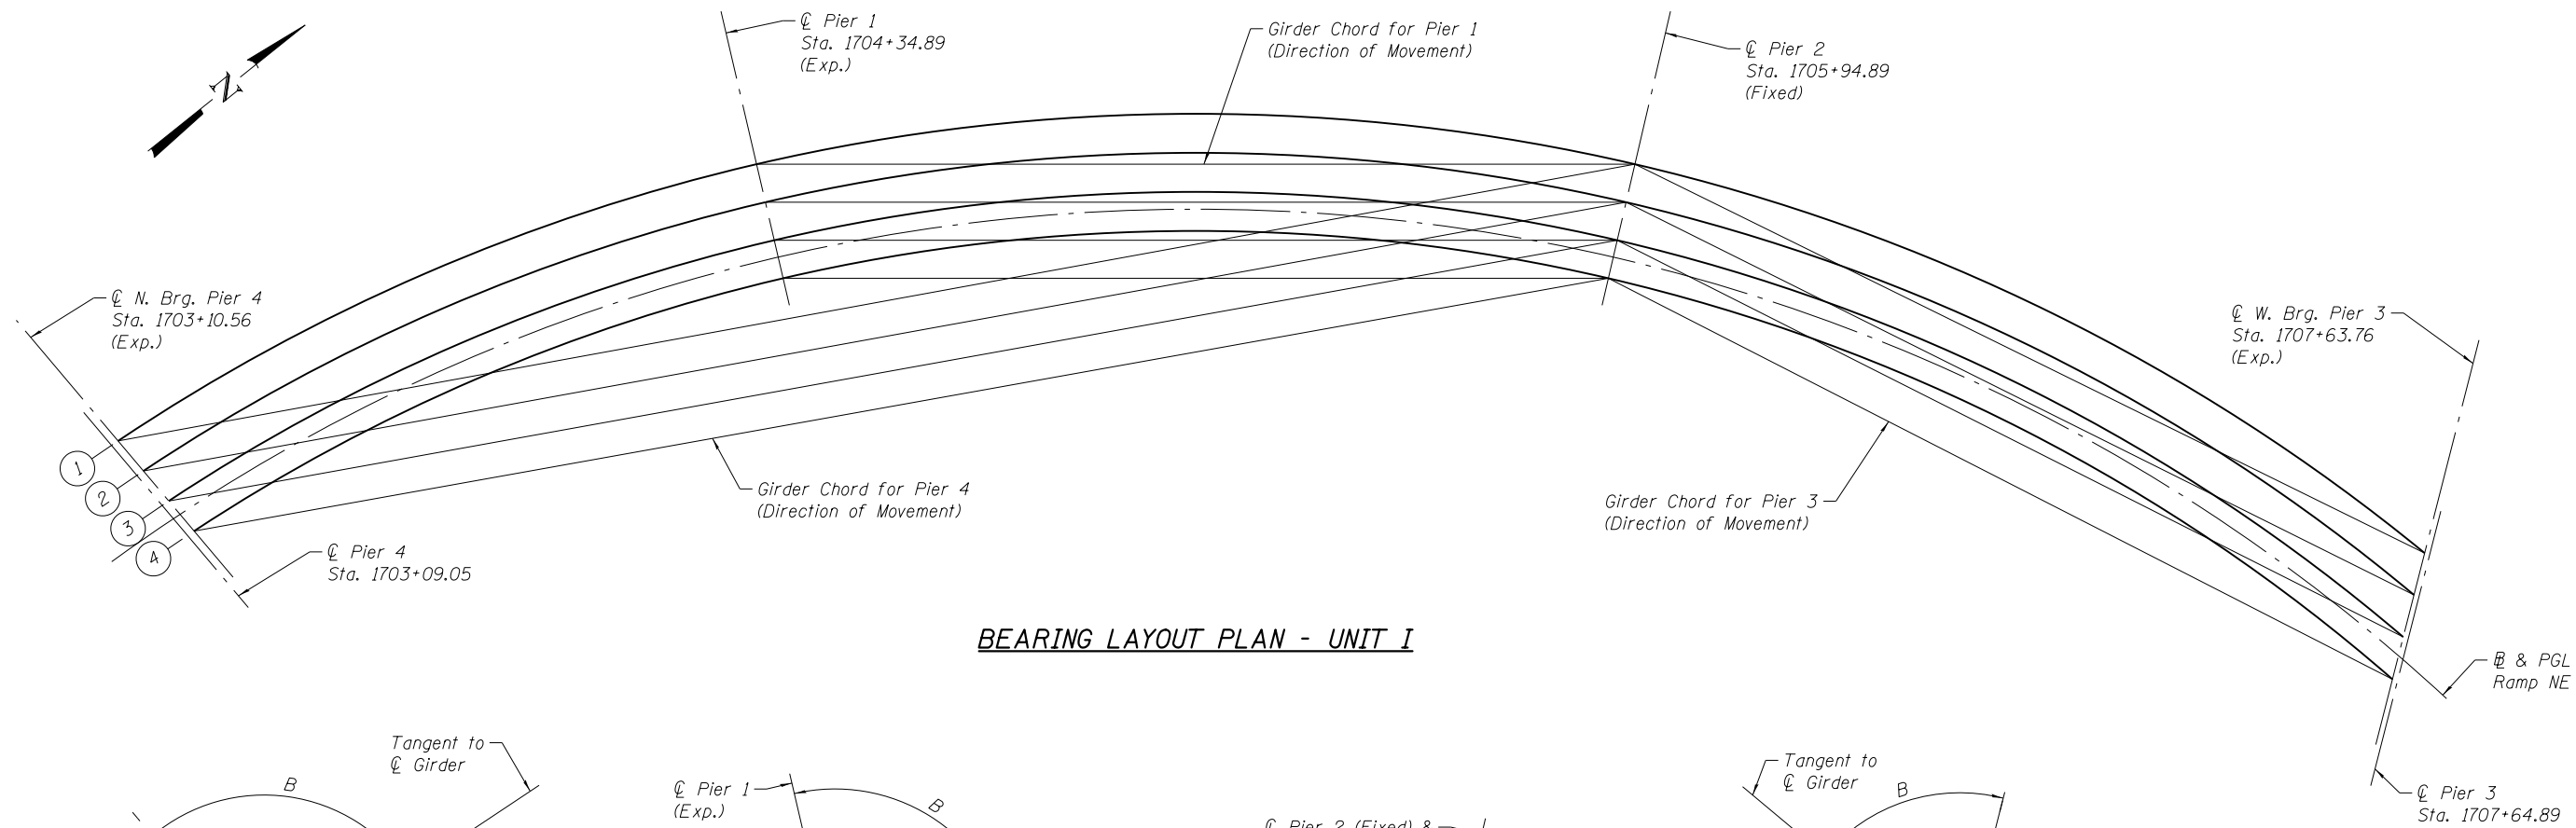 N
℄ Pier 1
Sta. 1704+34.89
(Exp.)
Girder Chord for Pier 1
(Direction of Movement)
℄ Pier 2
Sta. 1705+94.89
(Fixed)
℄ N. Brg. Pier 4
Sta. 1703+10.56
(Exp.)
℄ W. Brg. Pier 3
Sta. 1707+63.76
(Exp.)
1
2
3
4
Girder Chord for Pier 4
(Direction of Movement)
Girder Chord for Pier 3
(Direction of Movement)
℄ Pier 4
Sta. 1703+09.05
BEARING LAYOUT PLAN - UNIT I
& PGL
Ramp NE
Tangent to
℄ Girder
B
℄ Pier 1
(Exp.)
B
℄ Pier 2 (Fixed) &
Tangent to
℄ Girder
B
℄ Pier 3
Sta. 1707+64.89